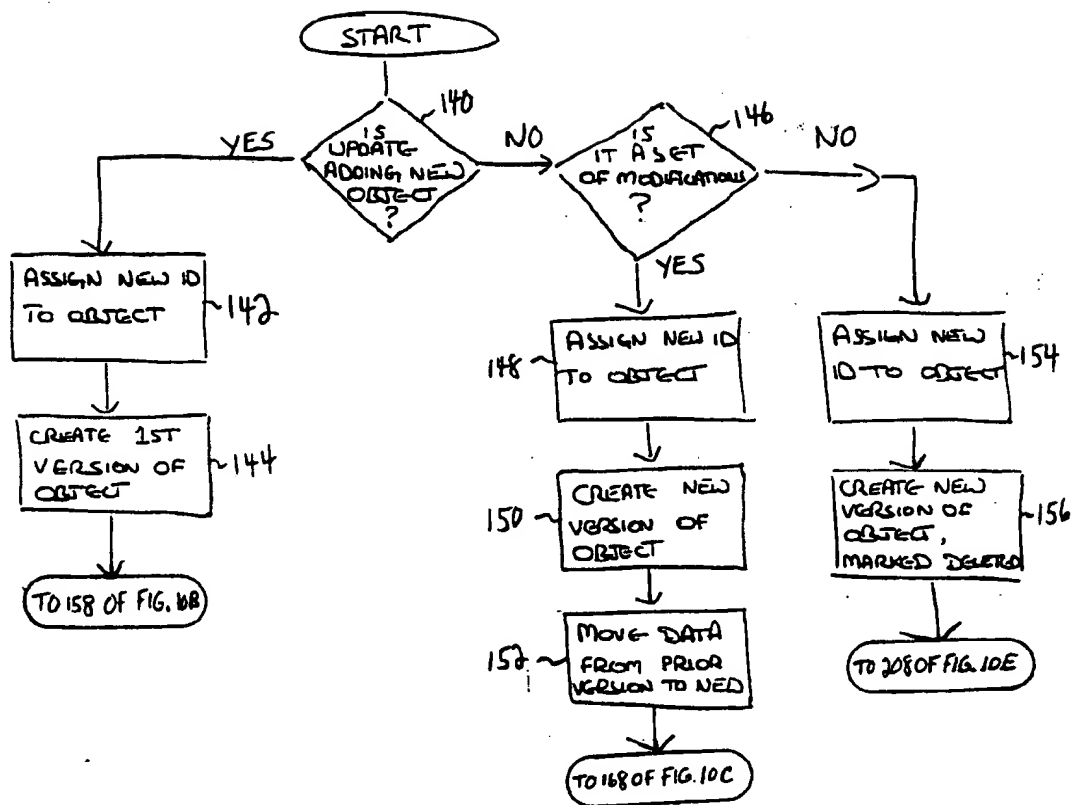 START
140
IS
UPDATE
ADDING NEW
OBJECT
?
YES
NO
146
IS
IT A SET
OF MODIFICATIONS
?
NO
YES
ASSIGN NEW ID
TO OBJECT
142
CREATE 1ST
VERSION OF
OBJECT
144
TO 158 OF FIG. 10B
148
ASSIGN NEW ID
TO OBJECT
150
CREATE NEW
VERSION OF
OBJECT
152
MOVE DATA
FROM PRIOR
VERSION TO NEW
TO 168 OF FIG. 10C
ASSIGN NEW
ID TO OBJECT
154
CREATE NEW
VERSION OF
OBJECT,
MARKED DELETED
156
TO 208 OF FIG. 10E